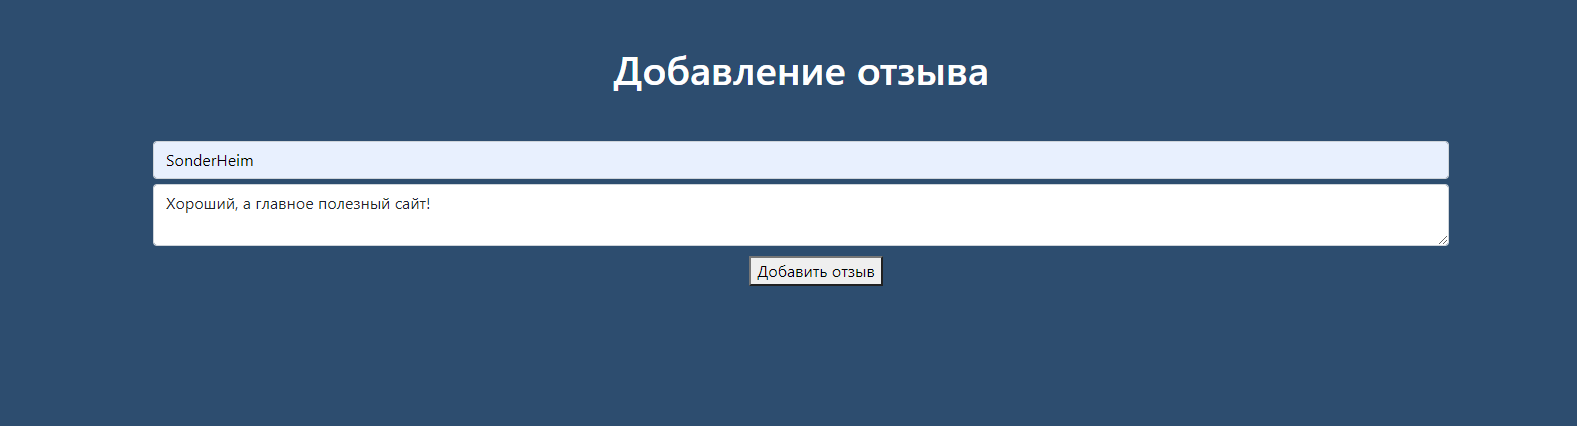 Добавление отзыва
SonderHeim
Хороший, а главное полезный сайт!
Добавить отзыв